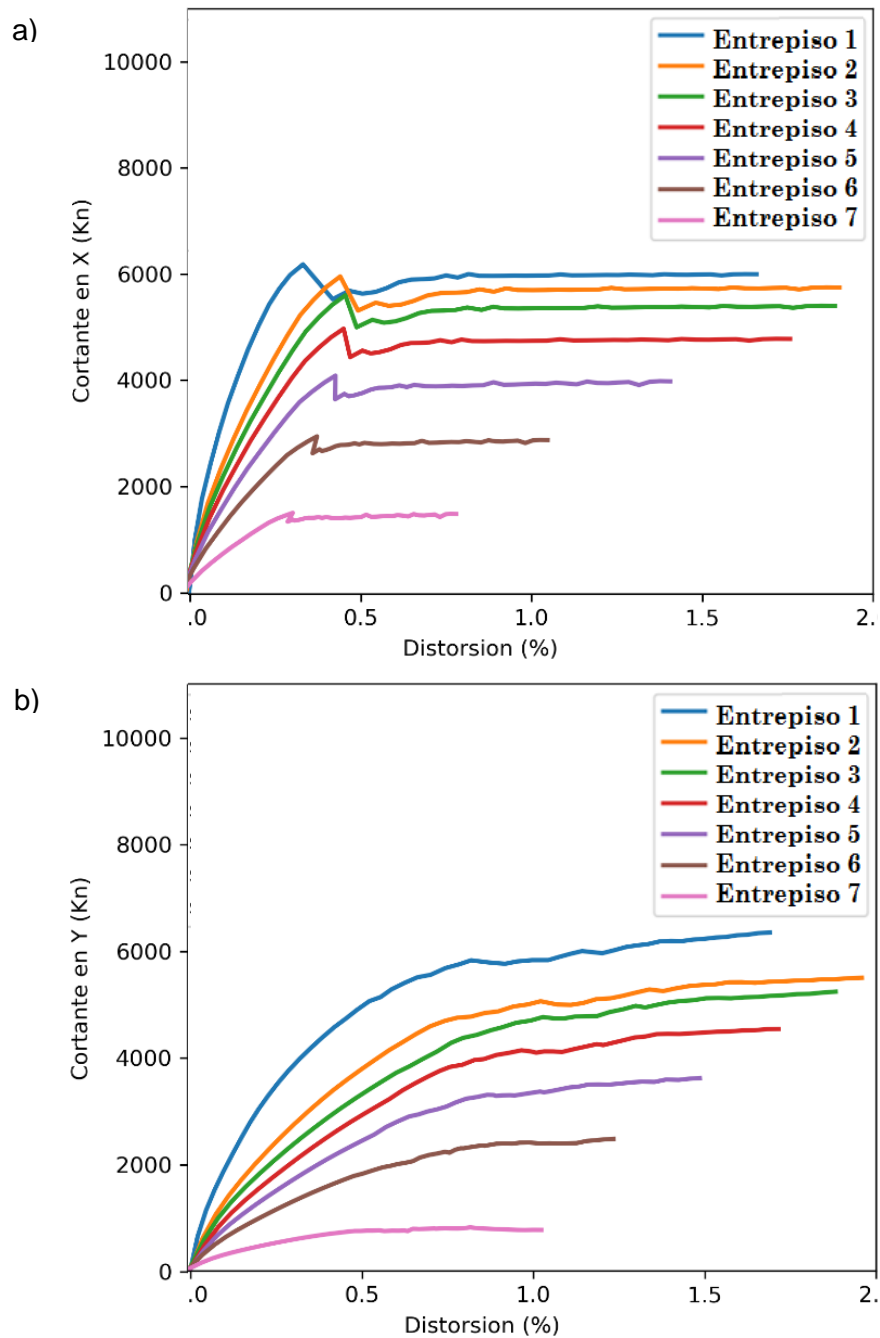 a)
Cortante en X (Kn)
10000
8000
6000
4000
2000
0
Entrepiso 1
Entrepiso 2
Entrepiso 3
Entrepiso 4
Entrepiso 5
Entrepiso 6
Entrepiso 7
.0
0.5
1.0
1.5
2.
Distorsion (%)
b)
Cortante en Y (Kn)
10000
8000
6000
4000
2000
0
Entrepiso 1
Entrepiso 2
Entrepiso 3
Entrepiso 4
Entrepiso 5
Entrepiso 6
Entrepiso 7
.0
0.5
1.0
1.5
2.
Distorsion (%)